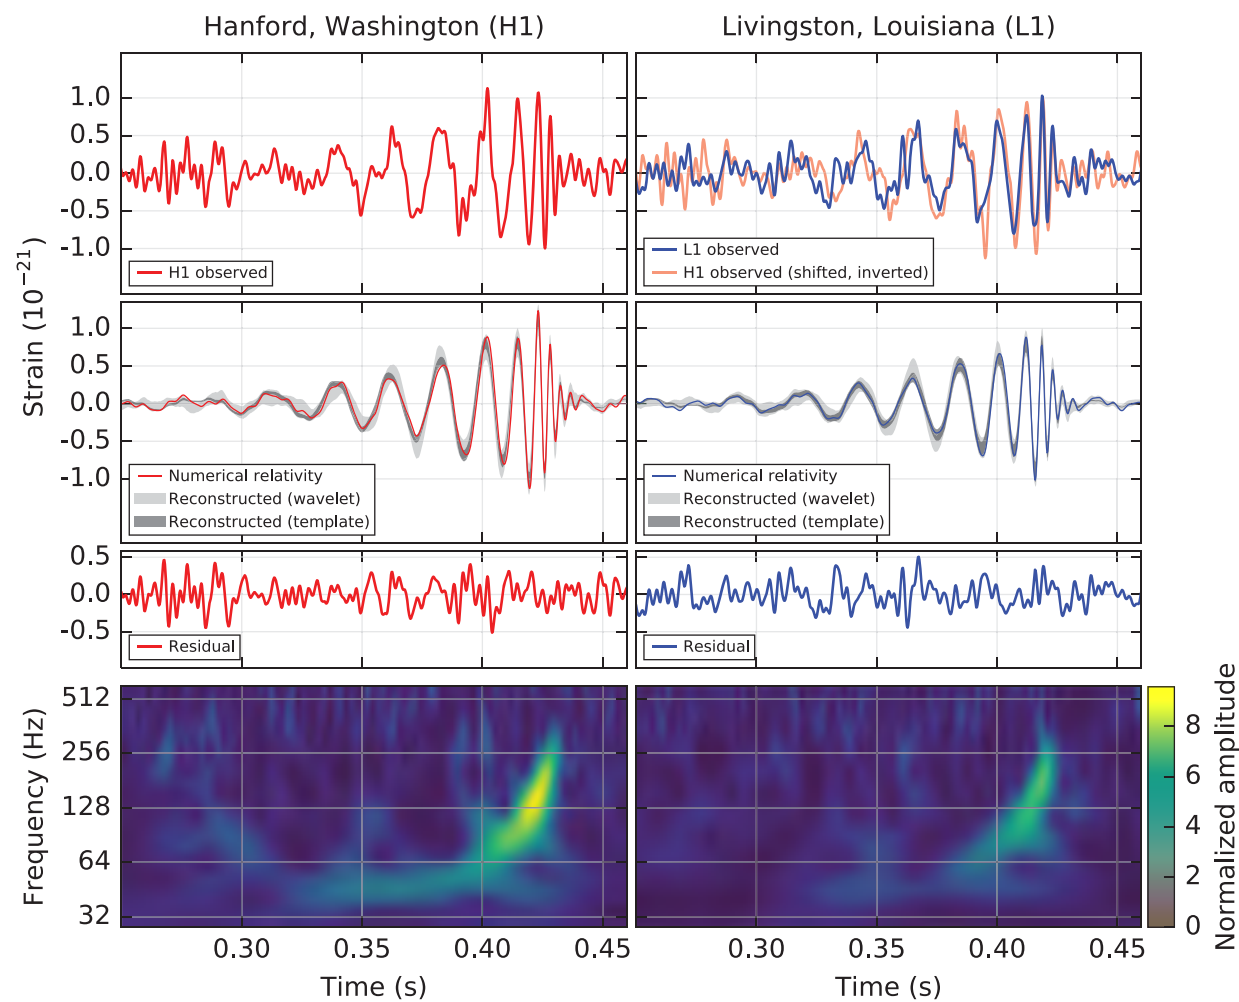 Hanford, Washington (H1)
Livingston, Louisiana (L1)
Strain (10⁻²¹)
1.0
0.5
0.0
-0.5
-1.0
H1 observed
L1 observed
H1 observed (shifted, inverted)
1.0
0.5
0.0
-0.5
-1.0
Numerical relativity
Reconstructed (wavelet)
Reconstructed (template)
Numerical relativity
Reconstructed (wavelet)
Reconstructed (template)
0.5
0.0
-0.5
Residual
Residual
Frequency (Hz)
512
256
128
64
32
Normalized amplitude
8
6
4
2
0
0.30
0.35
0.40
0.45
0.30
0.35
0.40
0.45
Time (s)
Time (s)